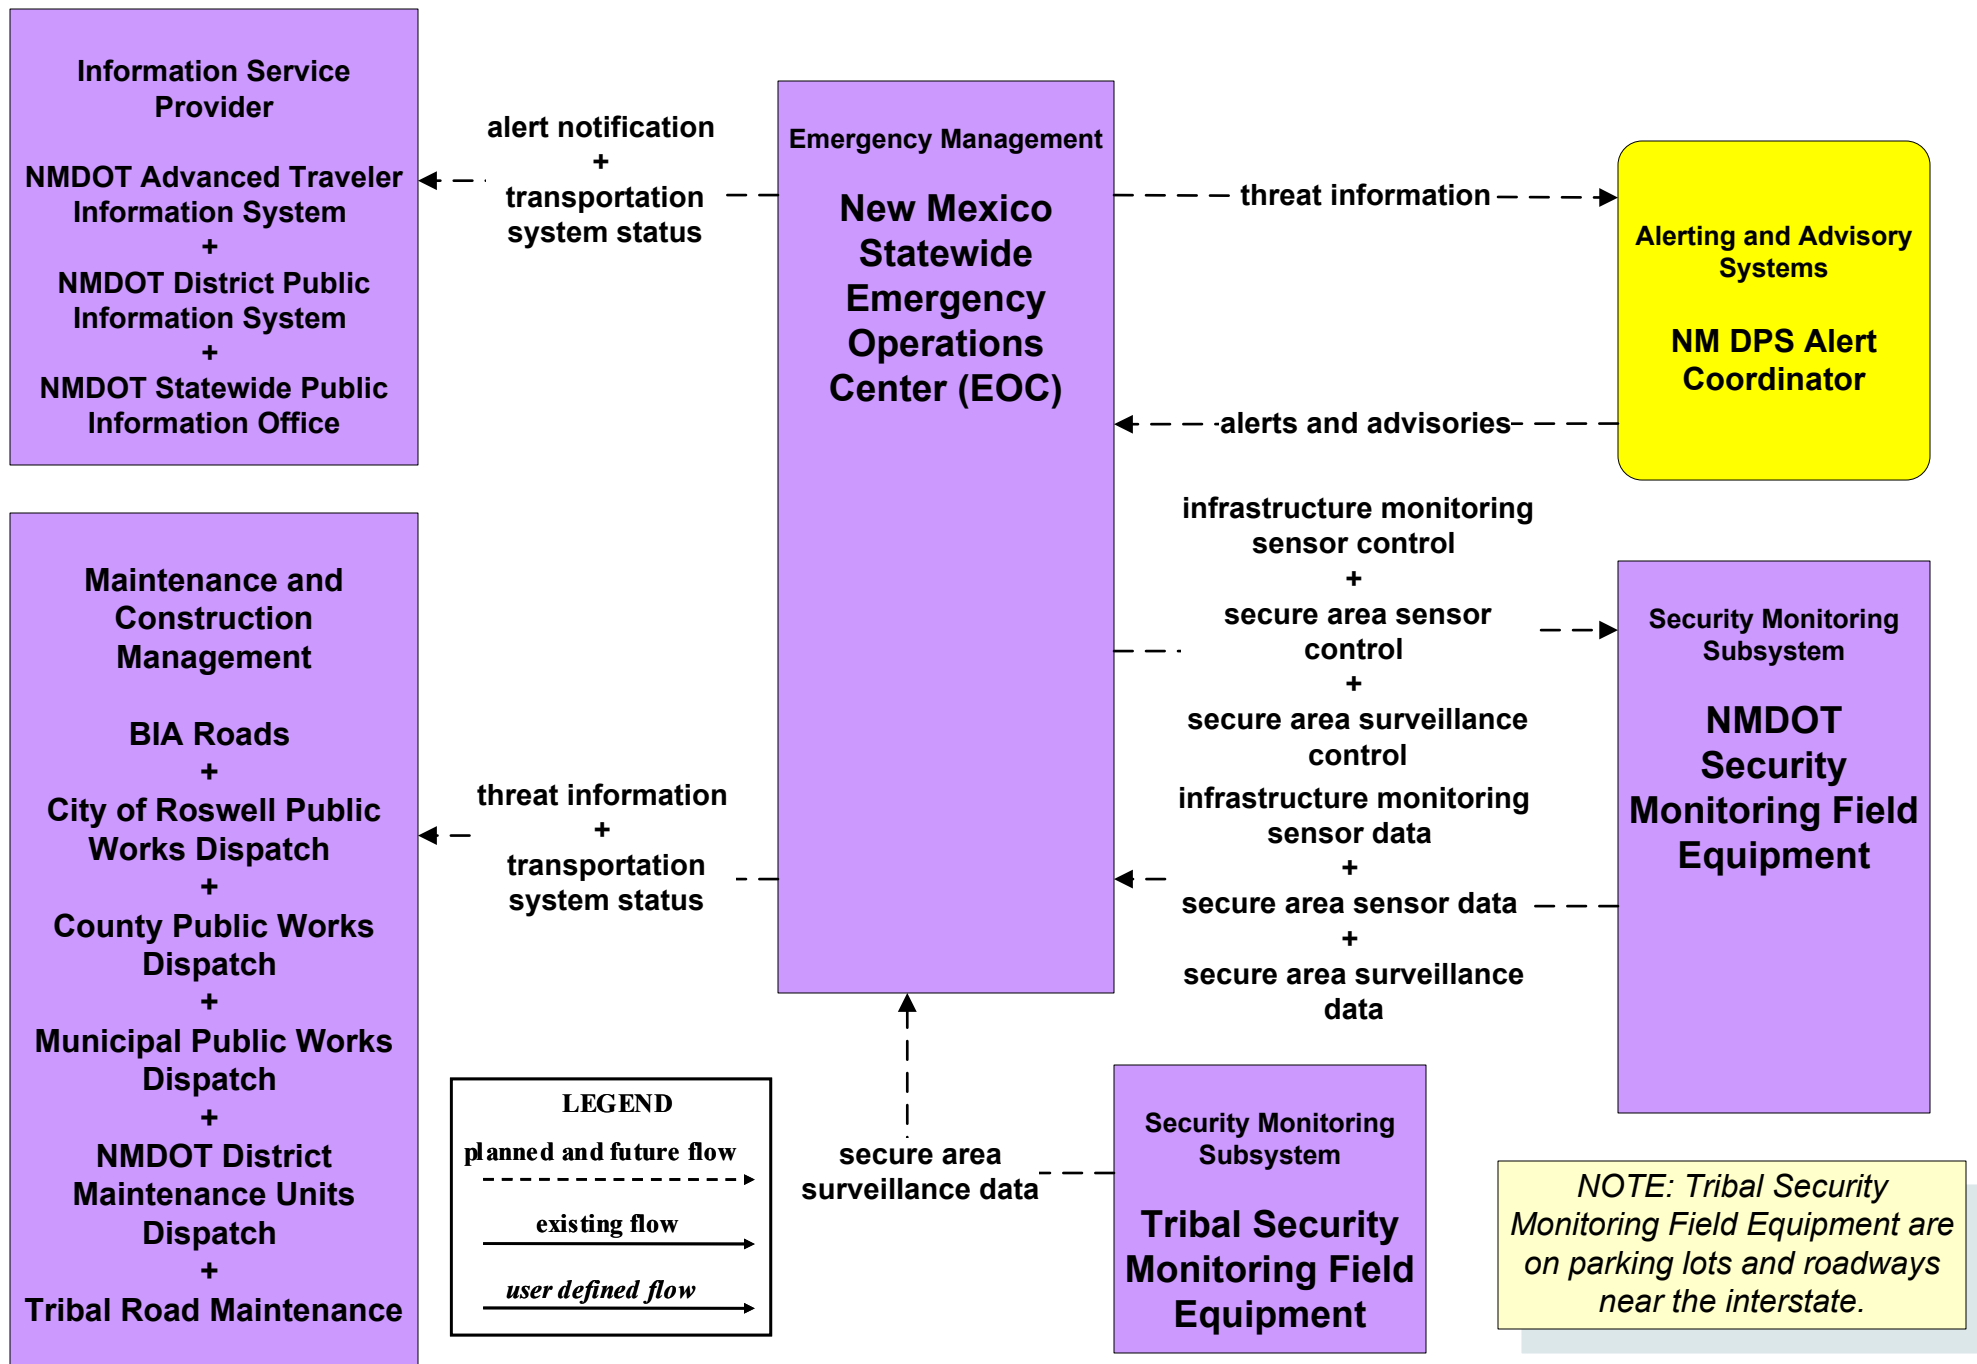 Information Service
Provider
NMDOT Advanced Traveler
Information System
+
NMDOT District Public
Information System
+
NMDOT Statewide Public
Information Office
alert notification
+
transportation
system status
Emergency Management
New Mexico
Statewide
Emergency
Operations
Center (EOC)
threat information
alerts and advisories
Alerting and Advisory
Systems
NM DPS Alert
Coordinator
infrastructure monitoring
sensor control
+
secure area sensor
control
+
secure area surveillance
control
infrastructure monitoring
sensor data
+
secure area sensor data
+
secure area surveillance
data
Security Monitoring
Subsystem
NMDOT
Security
Monitoring Field
Equipment
Maintenance and
Construction
Management
BIA Roads
+
City of Roswell Public
Works Dispatch
+
County Public Works
Dispatch
+
Municipal Public Works
Dispatch
+
NMDOT District
Maintenance Units
Dispatch
+
Tribal Road Maintenance
threat information
+
transportation
system status
LEGEND
planned and future flow
existing flow
user defined flow
secure area
surveillance data
Security Monitoring
Subsystem
Tribal Security
Monitoring Field
Equipment
NOTE: Tribal Security
Monitoring Field Equipment are
on parking lots and roadways
near the interstate.